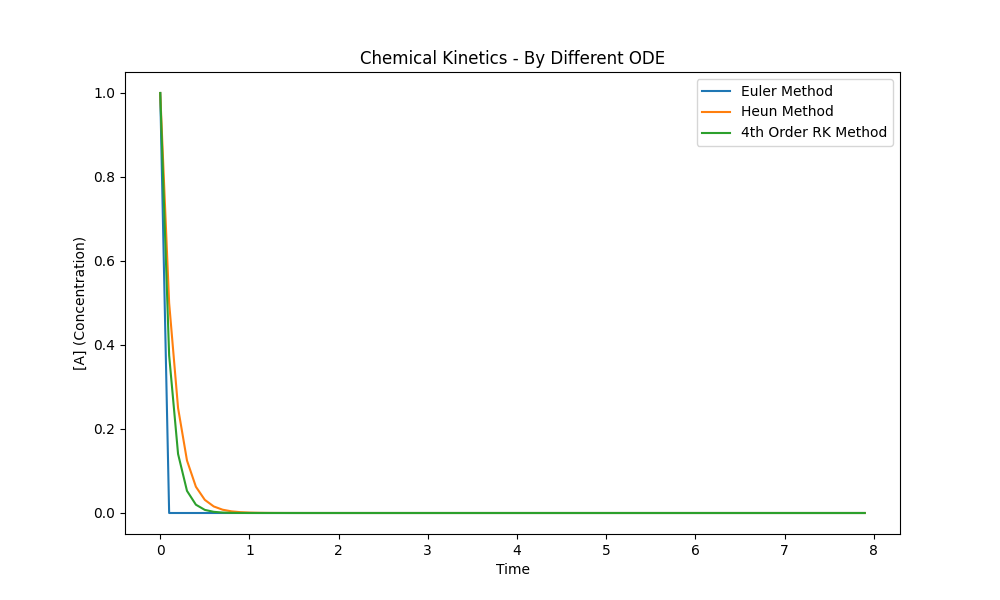 Chemical Kinetics - By Different ODE
Euler Method
Heun Method
4th Order RK Method
[A] (Concentration)
1.0
0.8
0.6
0.4
0.2
0.0
0 1 2 3 4 5 6 7 8
Time